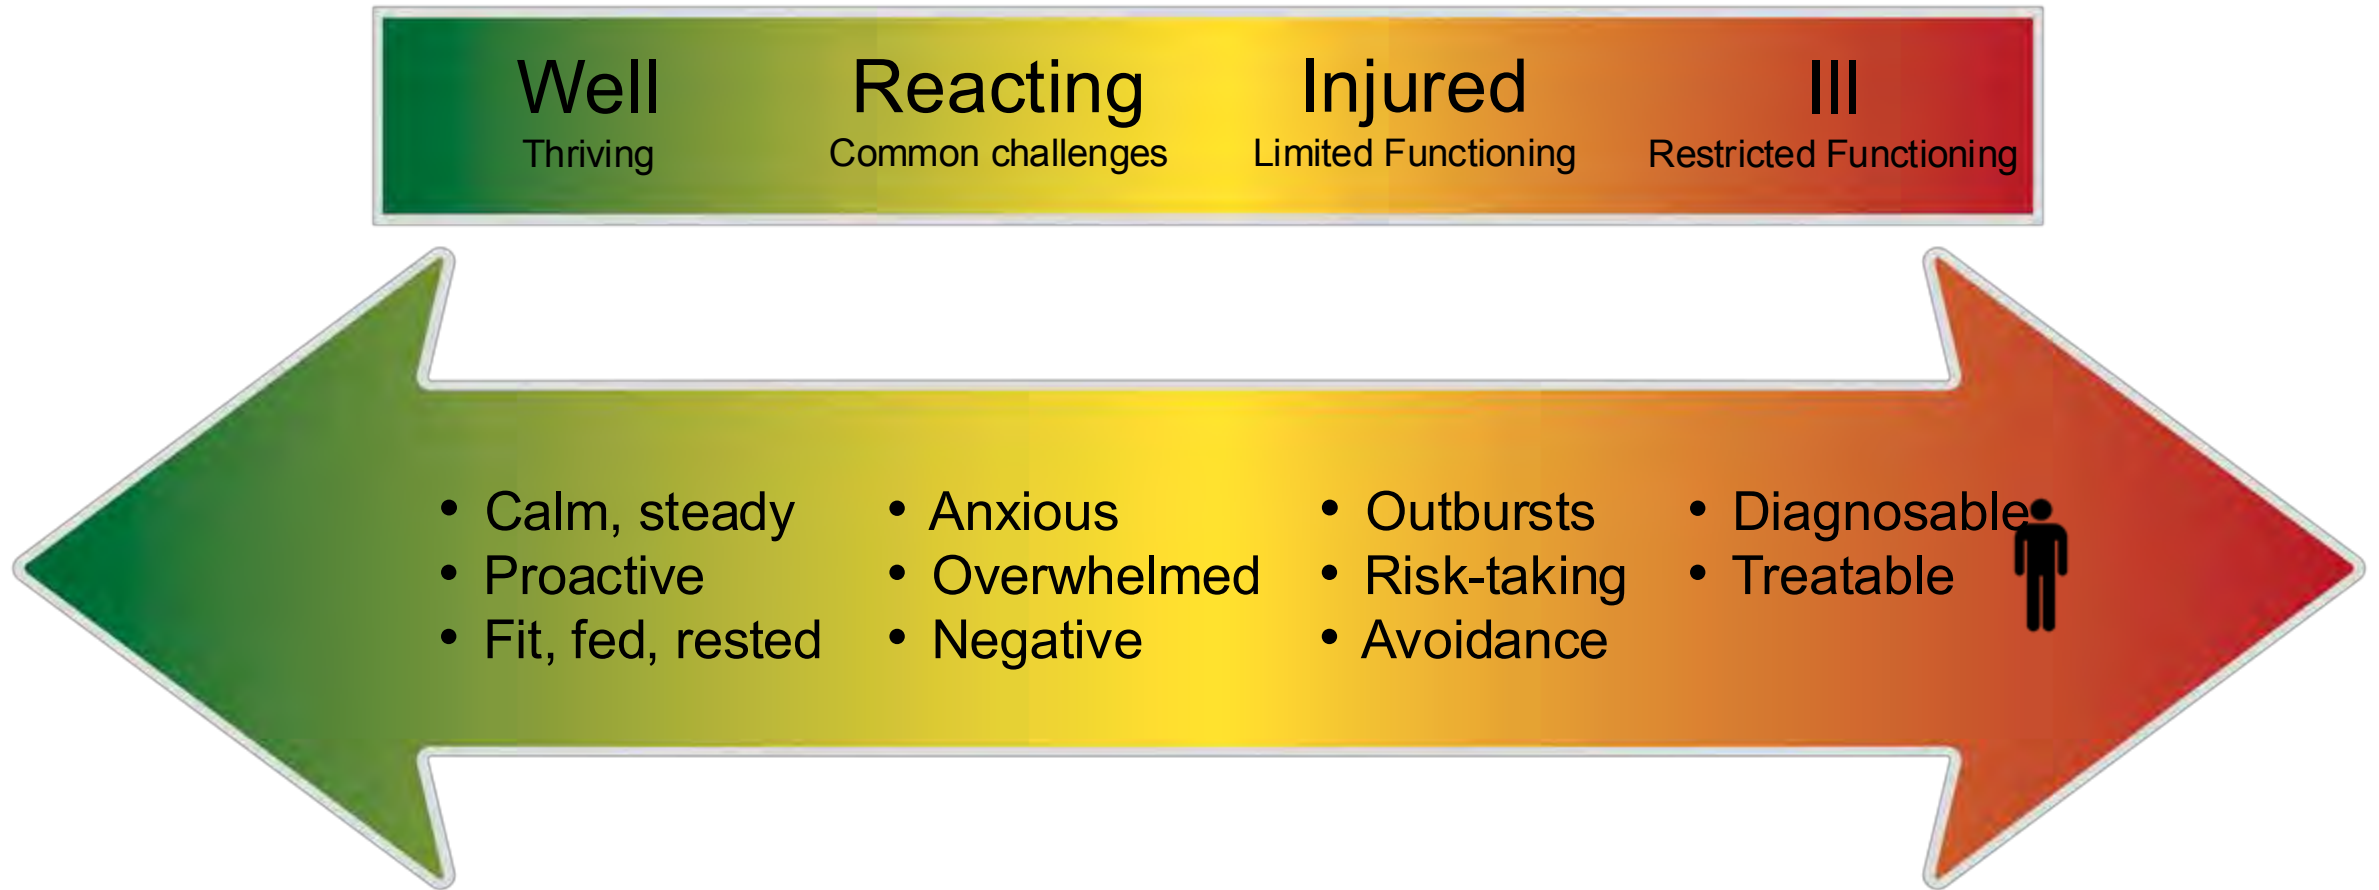 Well
Thriving
Reacting
Common challenges
Injured
Limited Functioning
Ill
Restricted Functioning
• Calm, steady
• Proactive
• Fit, fed, rested
• Anxious
• Overwhelmed
• Negative
• Outbursts
• Risk-taking
• Avoidance
• Diagnosable
• Treatable